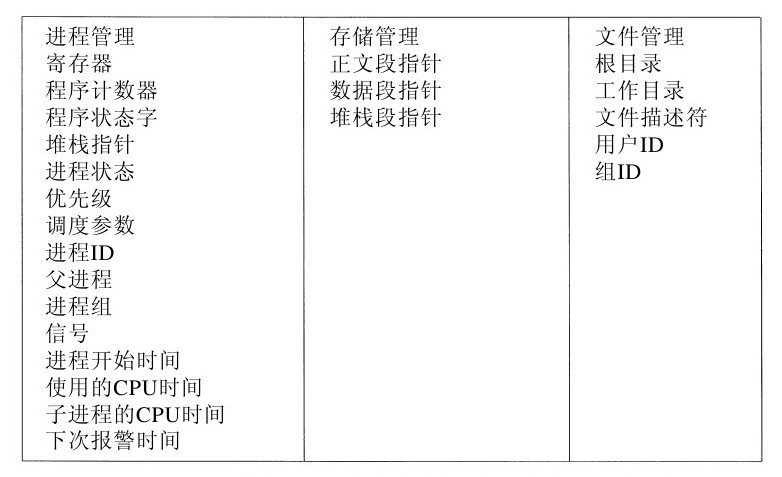 进程管理
寄存器
程序计数器
程序状态字
堆栈指针
进程状态
优先级
调度参数
进程ID
父进程
进程组
信号
进程开始时间
使用的CPU时间
子进程的CPU时间
下次报警时间
存储管理
正文段指针
数据段指针
堆栈段指针
文件管理
根目录
工作目录
文件描述符
用户ID
组ID